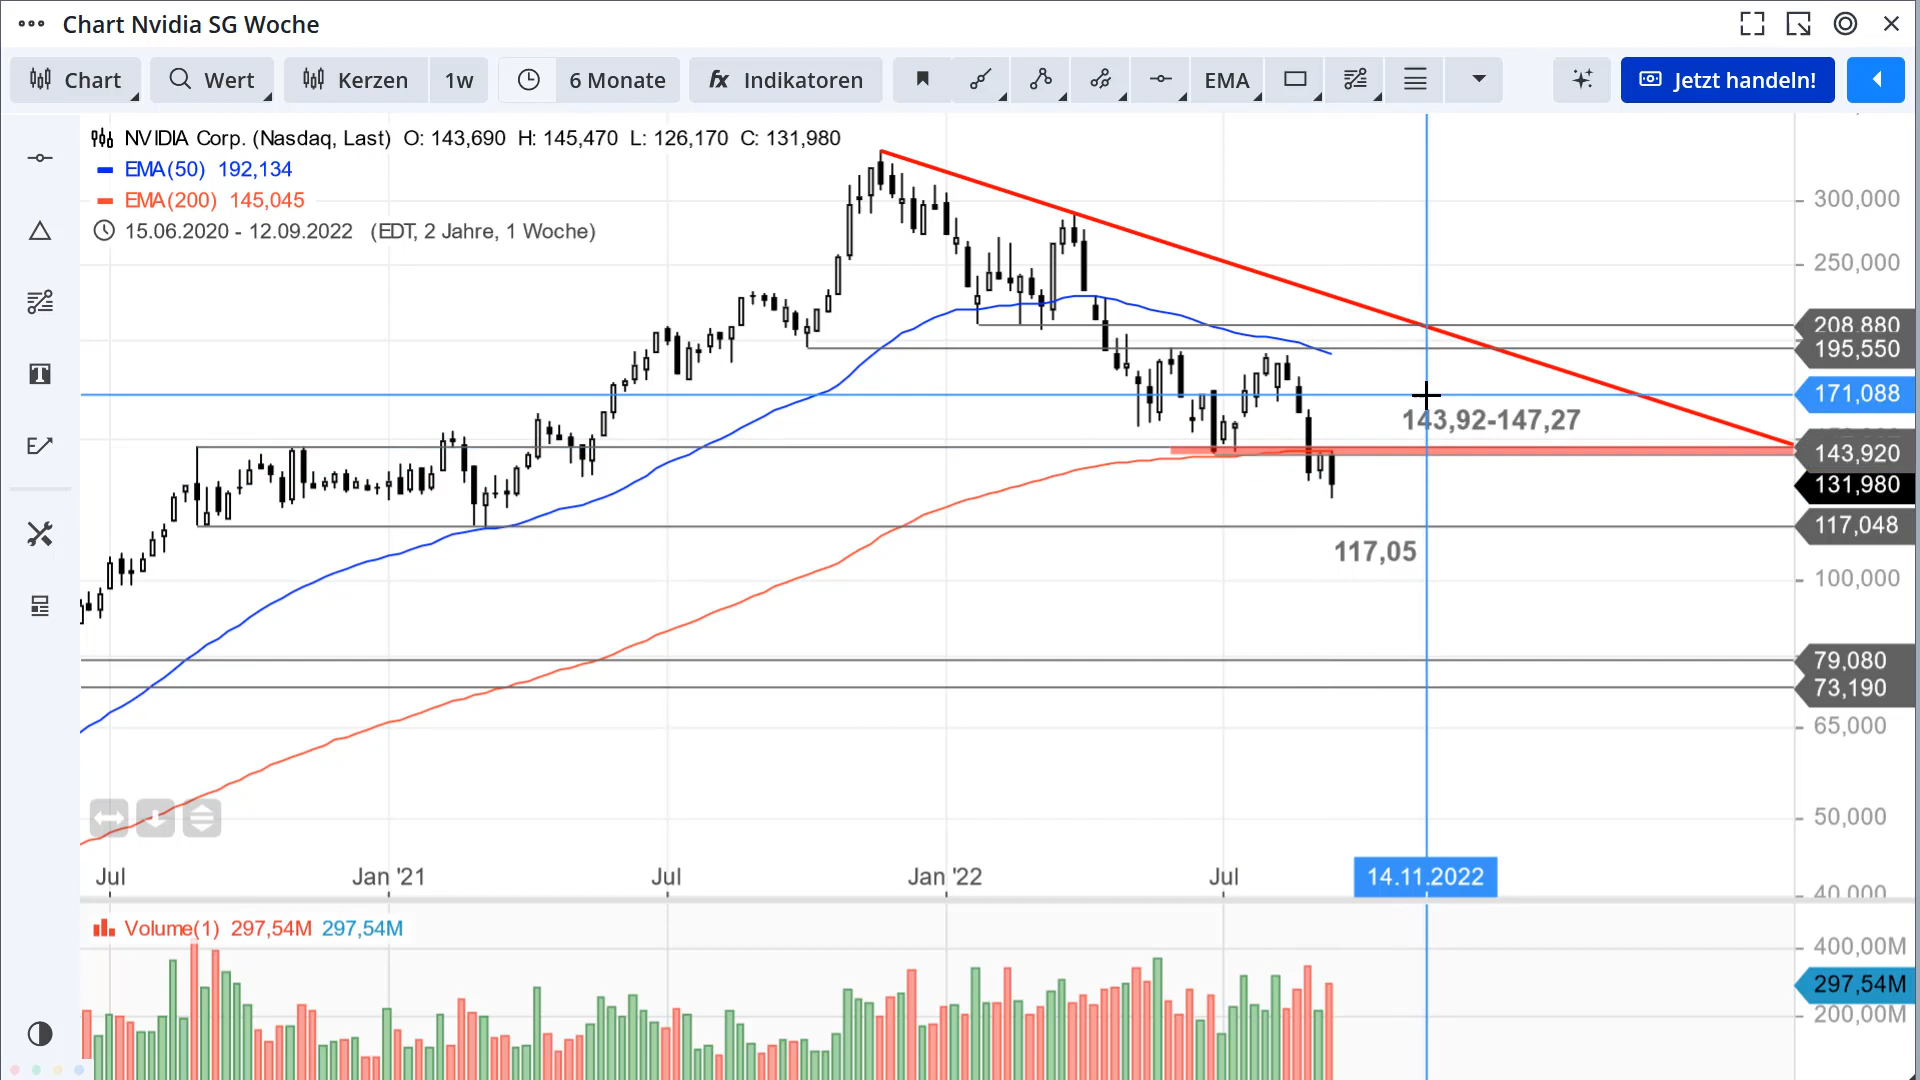 Chart Nvidia SG Woche
Chart Wert Kerzen 1w 6 Monate fx Indikatoren EMA Jetzt handeln!
NVIDIA Corp. (Nasdaq, Last) O: 143,690 H: 145,470 L: 126,170 C: 131,980
EMA(50) 192,134
EMA(200) 145,045
15.06.2020 - 12.09.2022 (EDT, 2 Jahre, 1 Woche)
300,000
250,000
208,880
195,550
171,088
143,92-147,27
143,920
131,980
117,048
117,05
100,000
79,080
73,190
65,000
50,000
40,000
Jul Jan '21 Jul Jan '22 Jul 14.11.2022
Volume(1) 297,54M 297,54M
400,00M
297,54M
200,00M